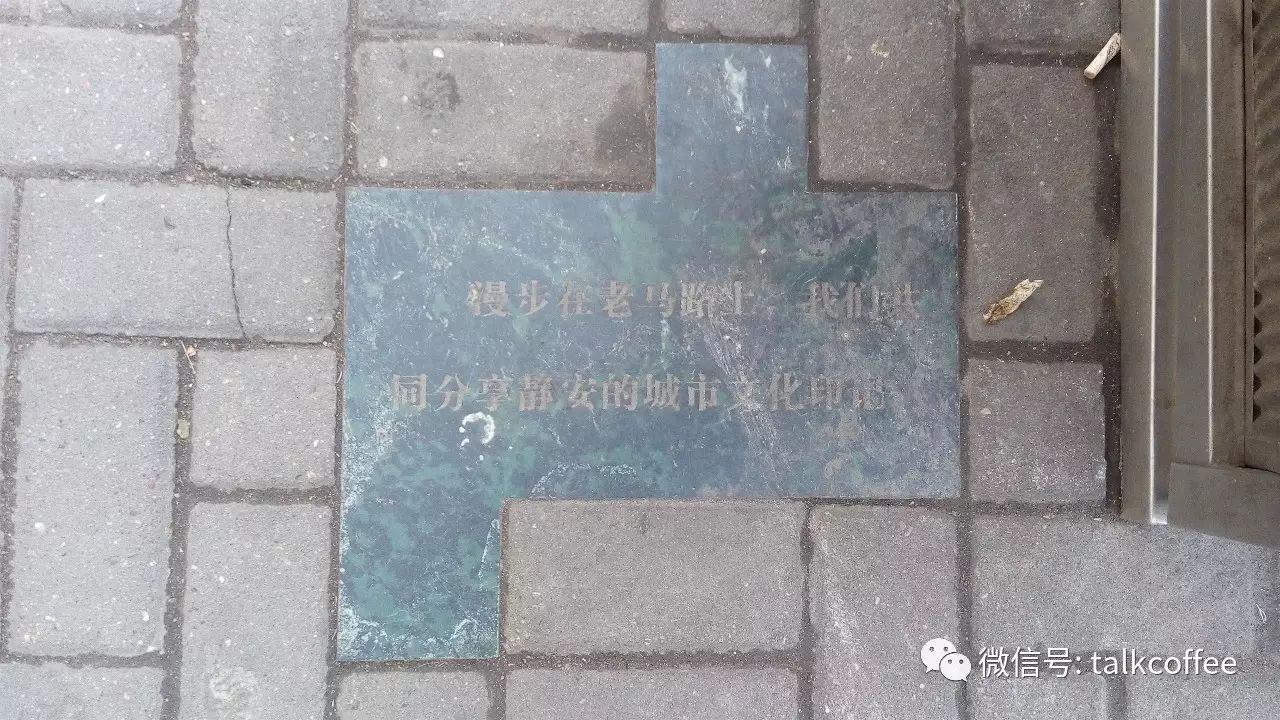 漫步在老马路上，我们共
同分享静安的城市文化印记
微信号: talkcoffee